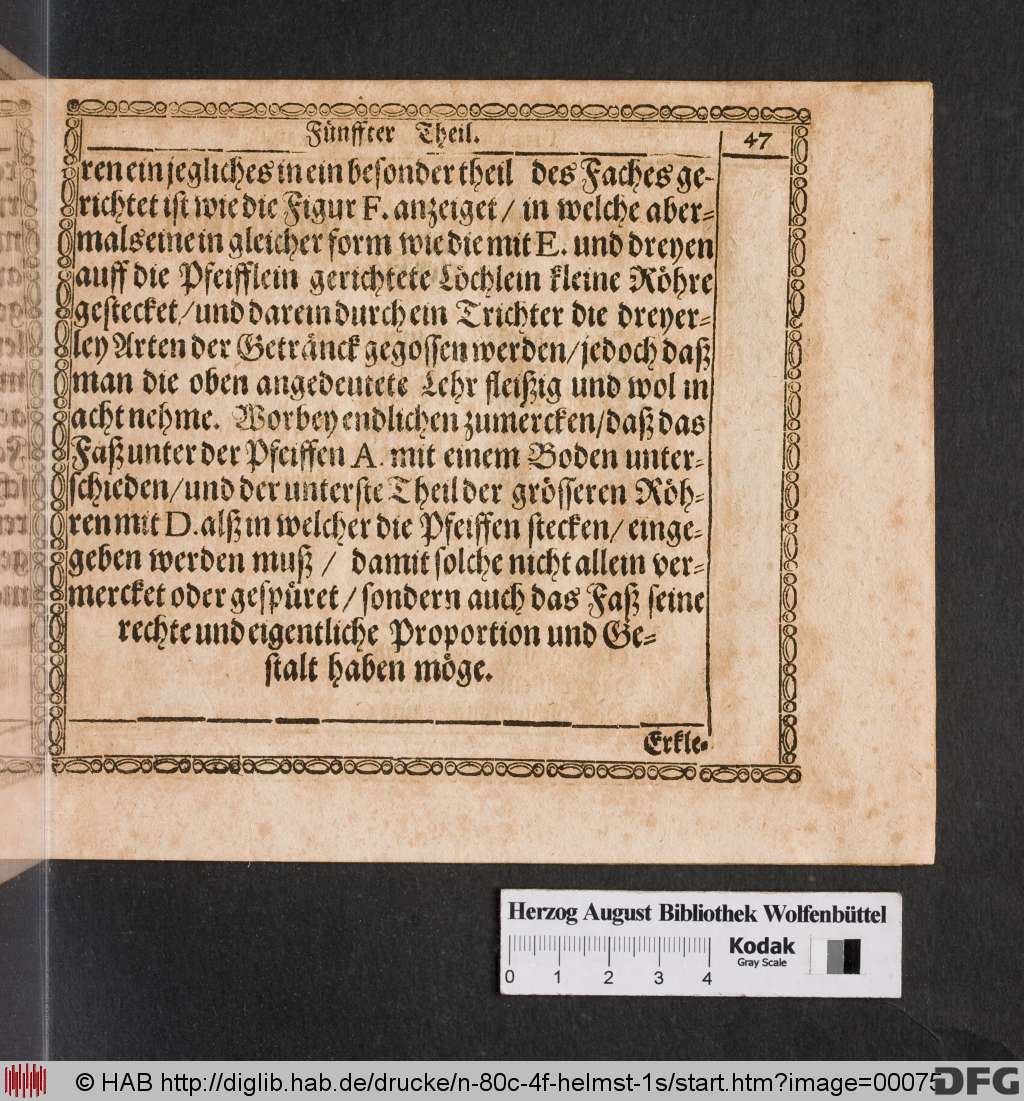 Fünffter Theil.
47
ren ein jegliches in ein besonder theil des Faches ge-
richtet ist wie die Figur F. anzeiget / in welche aber-
mals eine in gleicher form wie die mit E. und dreyen
auff die Pfeifflein gerichtete Löchlein kleine Röhre
gestecket / und darein durch ein Trichter die dreyer-
ley Arten der Getränck gegossen werden / jedoch daß
man die oben angedeutete Lehr fleißig und wol in
acht nehme. Worbey endlichen zumercken / daß das
Faß unter der Pfeiffen A. mit einem Boden unter-
schieden / und der unterste Theil der grösseren Röh-
ren mit D. alß in welcher die Pfeiffen stecken / einge-
geben werden muß / damit solche nicht allein ver-
mercket oder gespüret / sondern auch das Faß seine
rechte und eigentliche Proportion und Ge-
stalt haben möge.
Erkle-
Herzog August Bibliothek Wolfenbüttel
Kodak
Gray Scale
0 1 2 3 4
© HAB http://diglib.hab.de/drucke/n-80c-4f-helmst-1s/start.htm?image=00075
DFG